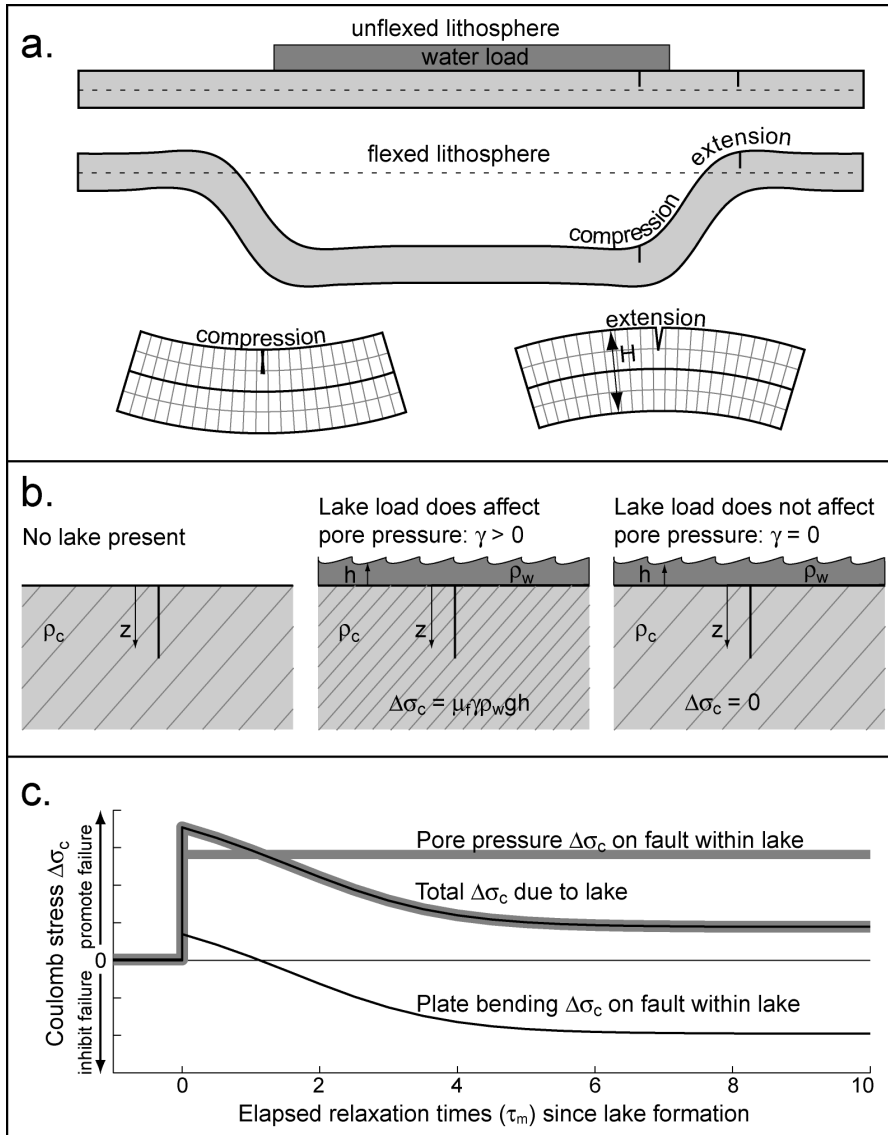 a.
unflexed lithosphere
water load
flexed lithosphere
extension
compression
compression
extension
H
b.
No lake present
Lake load does affect
pore pressure: γ > 0
Lake load does not affect
pore pressure: γ = 0
h
ρw
h
ρw
ρc
z
ρc
z
ρc
z
Δσc = μfγρwgh
Δσc = 0
c.
Coulomb stress Δσc
promote failure
0
inhibit failure
Pore pressure Δσc on fault within lake
Total Δσc due to lake
Plate bending Δσc on fault within lake
0 2 4 6 8 10
Elapsed relaxation times (τm) since lake formation